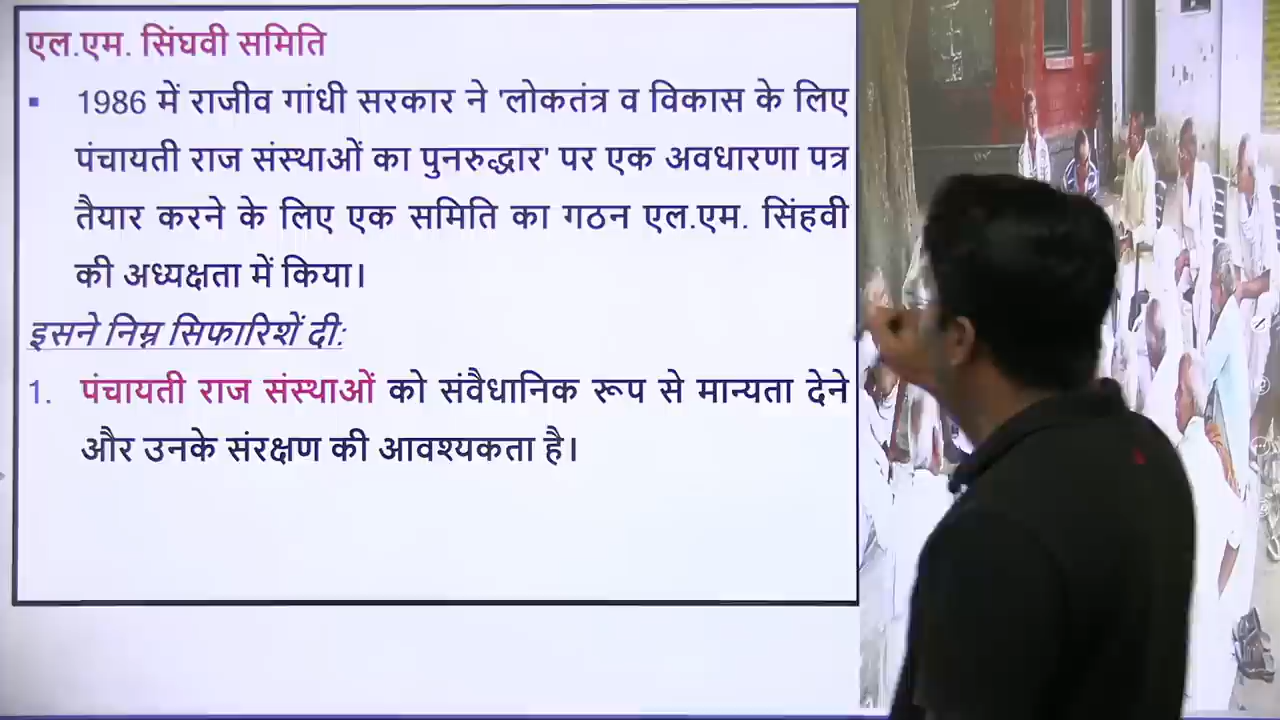 एल.एम. सिंघवी समिति
▪ 1986 में राजीव गांधी सरकार ने 'लोकतंत्र व विकास के लिए
पंचायती राज संस्थाओं का पुनरुद्धार' पर एक अवधारणा पत्र
तैयार करने के लिए एक समिति का गठन एल.एम. सिंहवी
की अध्यक्षता में किया।
इसने निम्न सिफारिशें दी:
1. पंचायती राज संस्थाओं को संवैधानिक रूप से मान्यता देने
और उनके संरक्षण की आवश्यकता है।